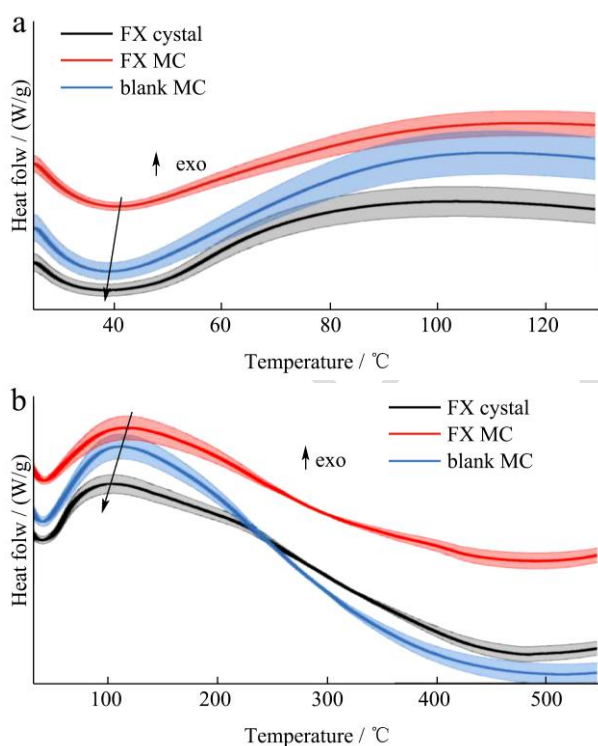 a
FX cystal
FX MC
blank MC
exo
Heat folw / (W/g)
40
60
80
100
120
Temperature / ℃
b
FX cystal
FX MC
blank MC
exo
Heat folw / (W/g)
100
200
300
400
500
Temperature / ℃